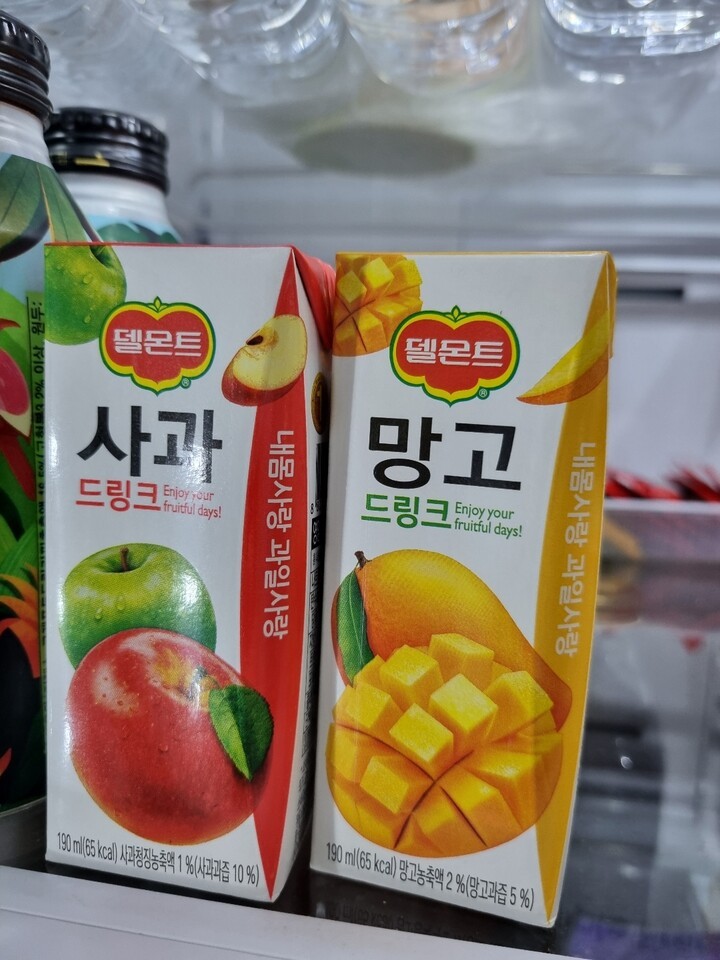 델몬트
사과
드링크
Enjoy your
fruitful days!
내몸사랑 과일사랑
190 ml(65 kcal) 사과청징농축액 1 %(사과과즙 10 %)
델몬트
망고
드링크
Enjoy your
fruitful days!
내몸사랑 과일사랑
190 ml(65 kcal) 망고농축액 2 %(망고과즙 5 %)